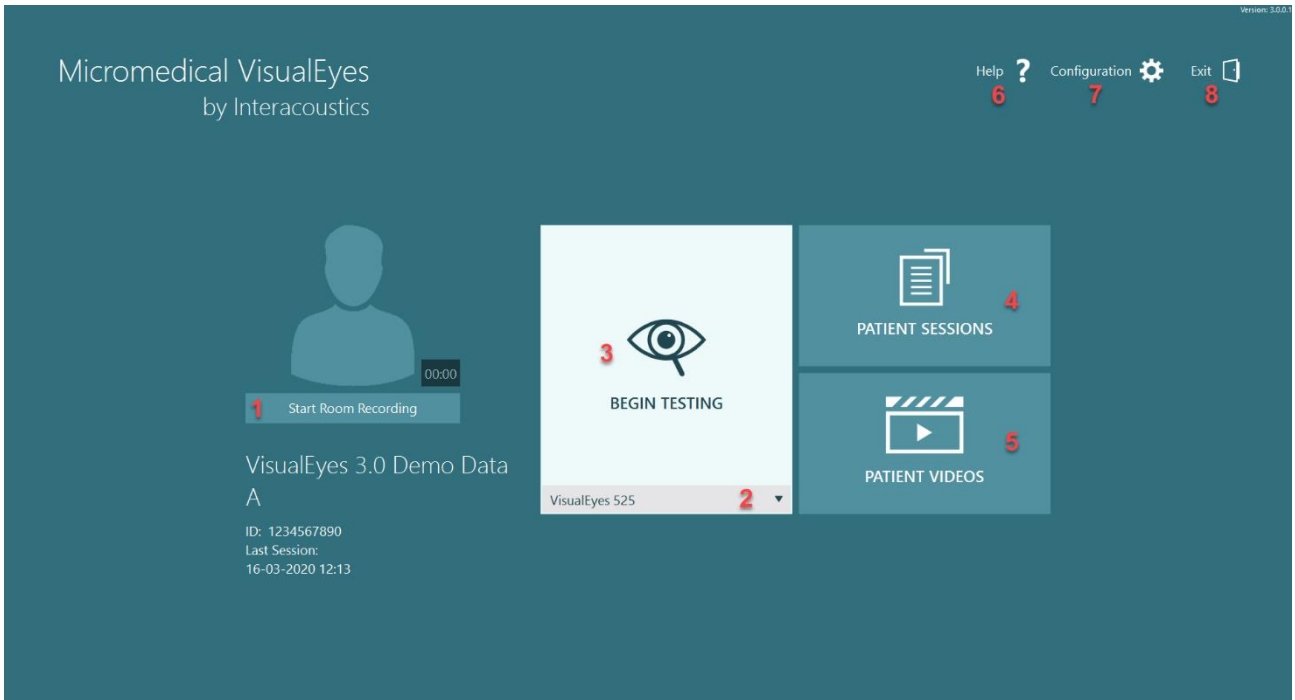 Version: 3.0.0.1
Micromedical VisualEyes
by Interacoustics
Help ?
6
Configuration
7
Exit
8
00:00
1 Start Room Recording
VisualEyes 3.0 Demo Data
A
ID: 1234567890
Last Session:
16-03-2020 12:13
3
BEGIN TESTING
VisualEyes 525 2
4
PATIENT SESSIONS
5
PATIENT VIDEOS